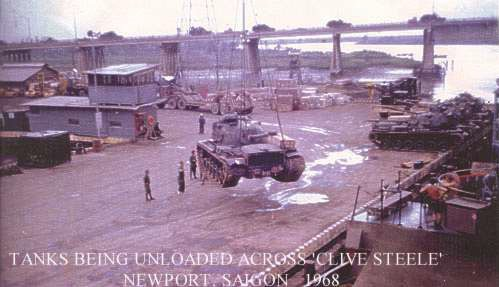 TANKS BEING UNLOADED ACROSS 'CLIVE STEELE'
NEWPORT, SAIGON 1968